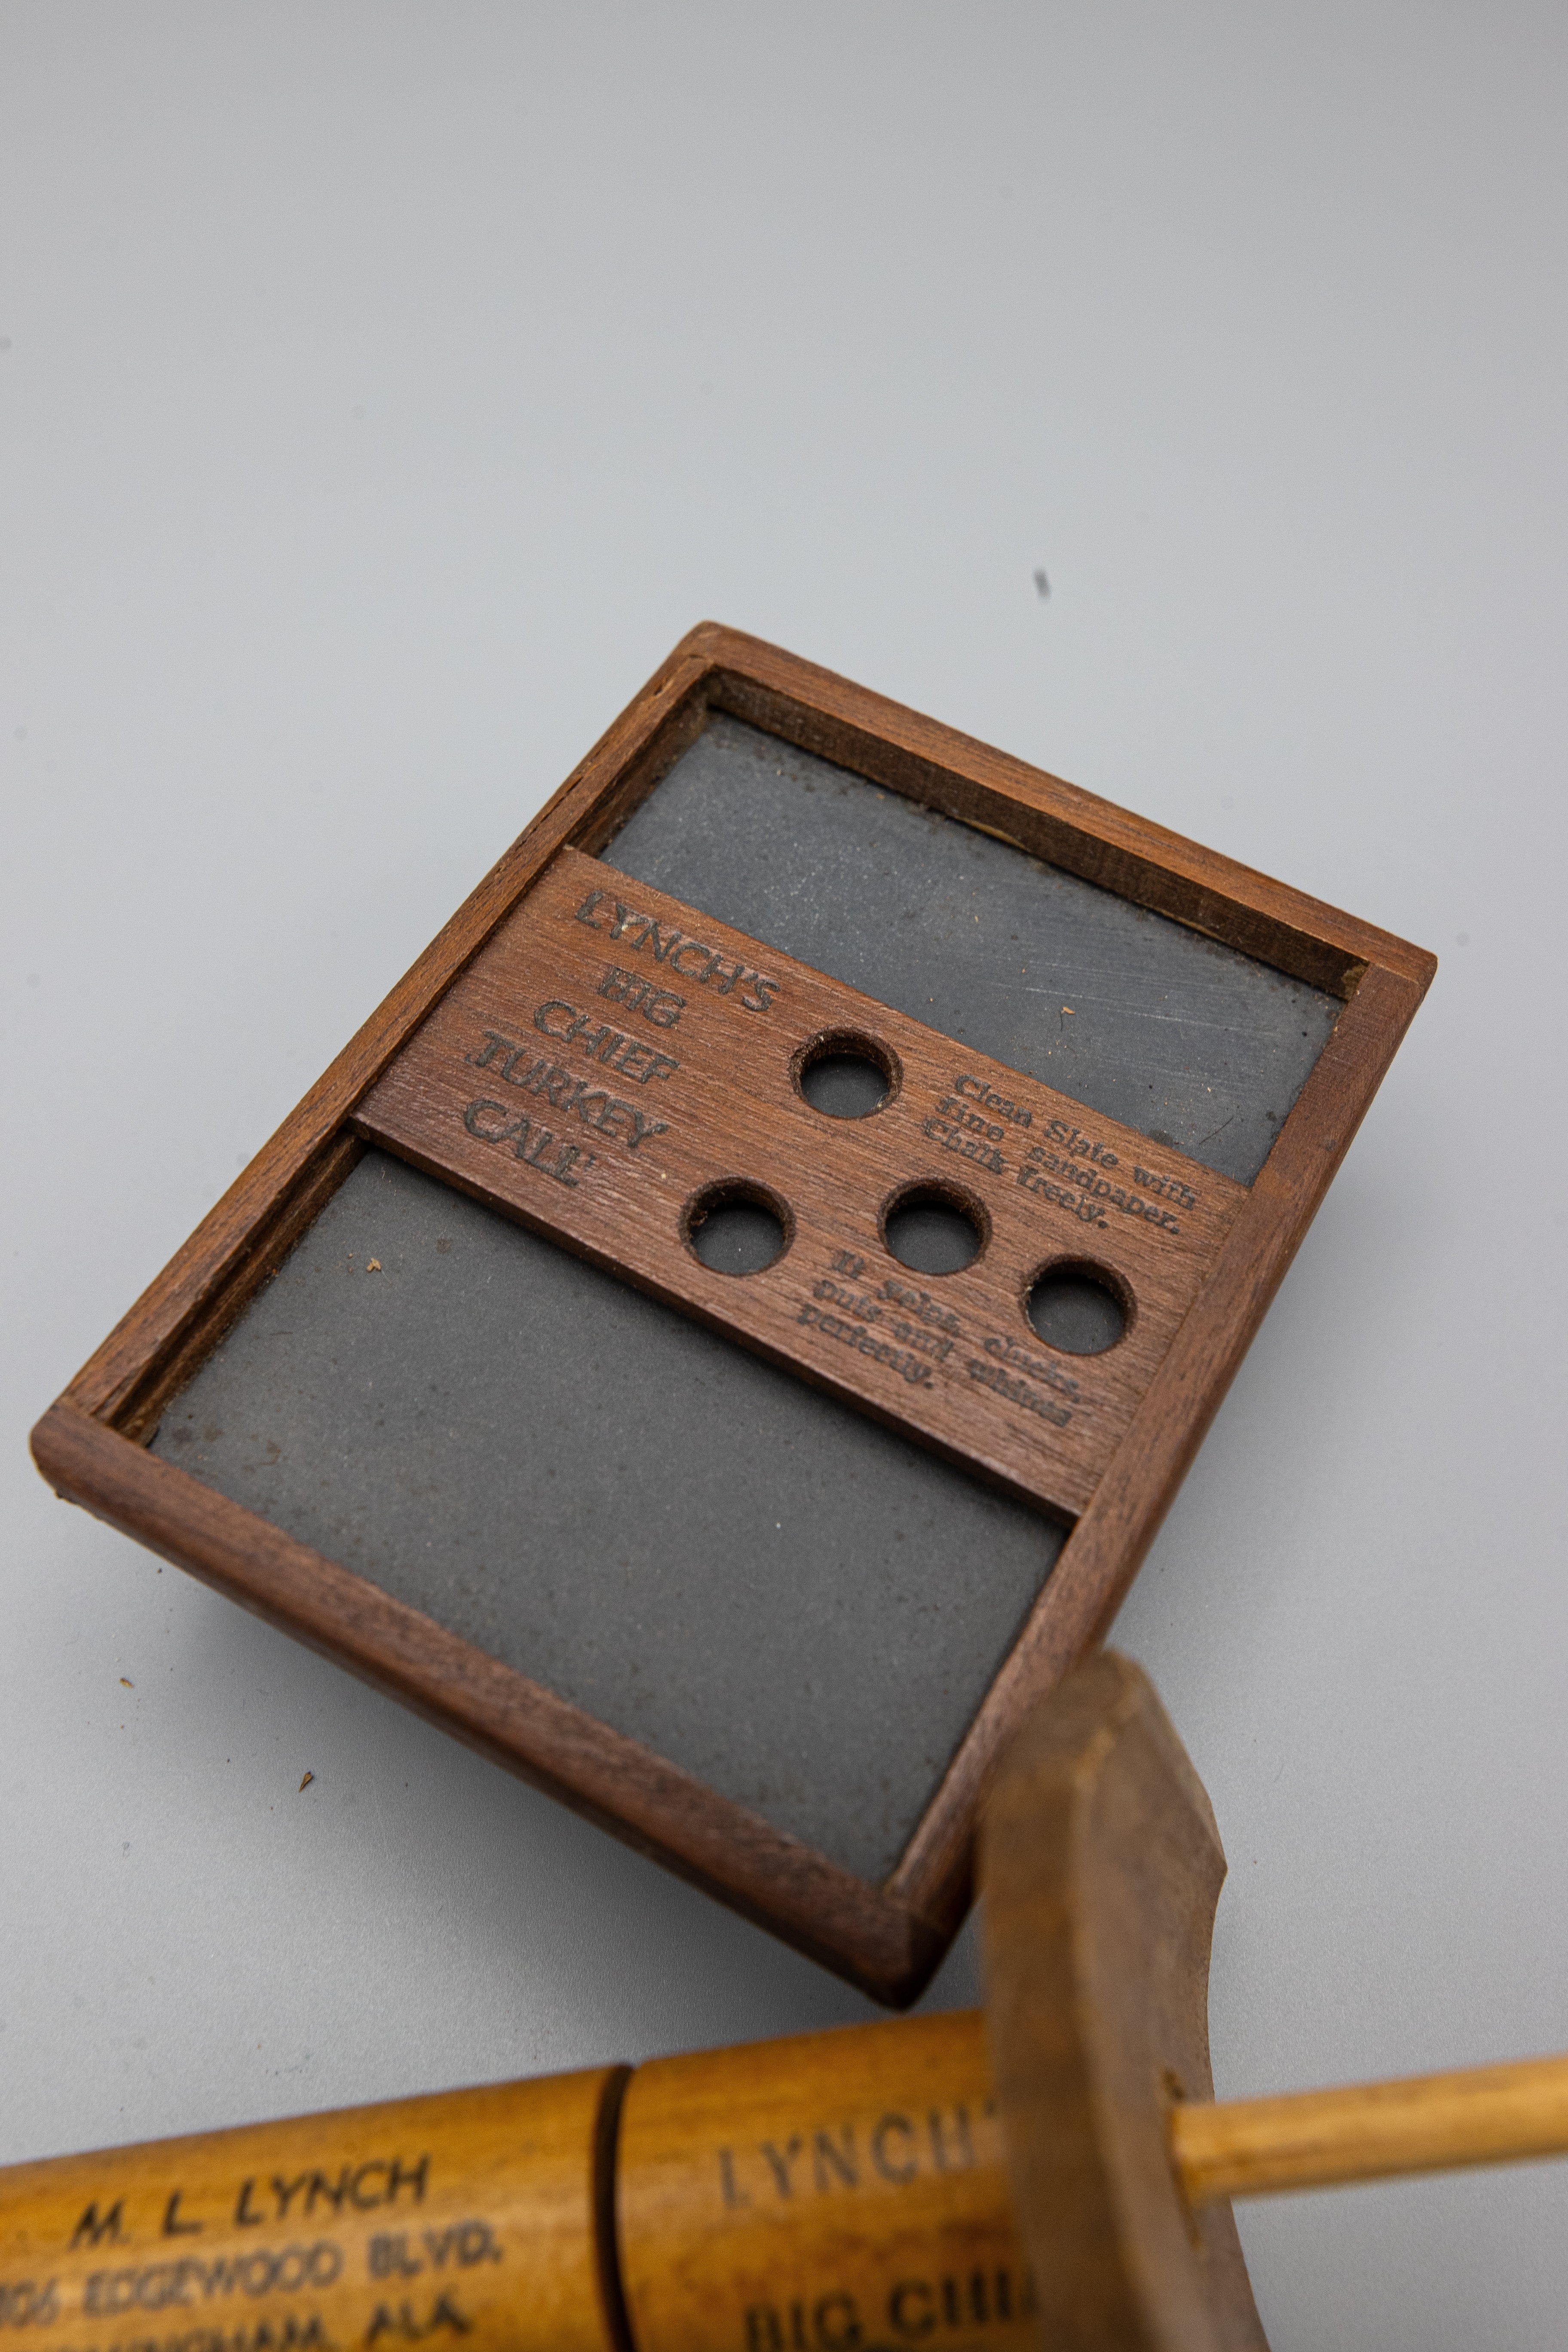 LYNCH'S
BIG
CHIEF
TURKEY
CALL
Clean Slate with
fine sandpaper.
Chalk freely.
It yelps, clucks,
Puts and whines
perfectly.
M. L. LYNCH
EDGEWOOD BLVD.
ALA.
LYNCH'
BIG